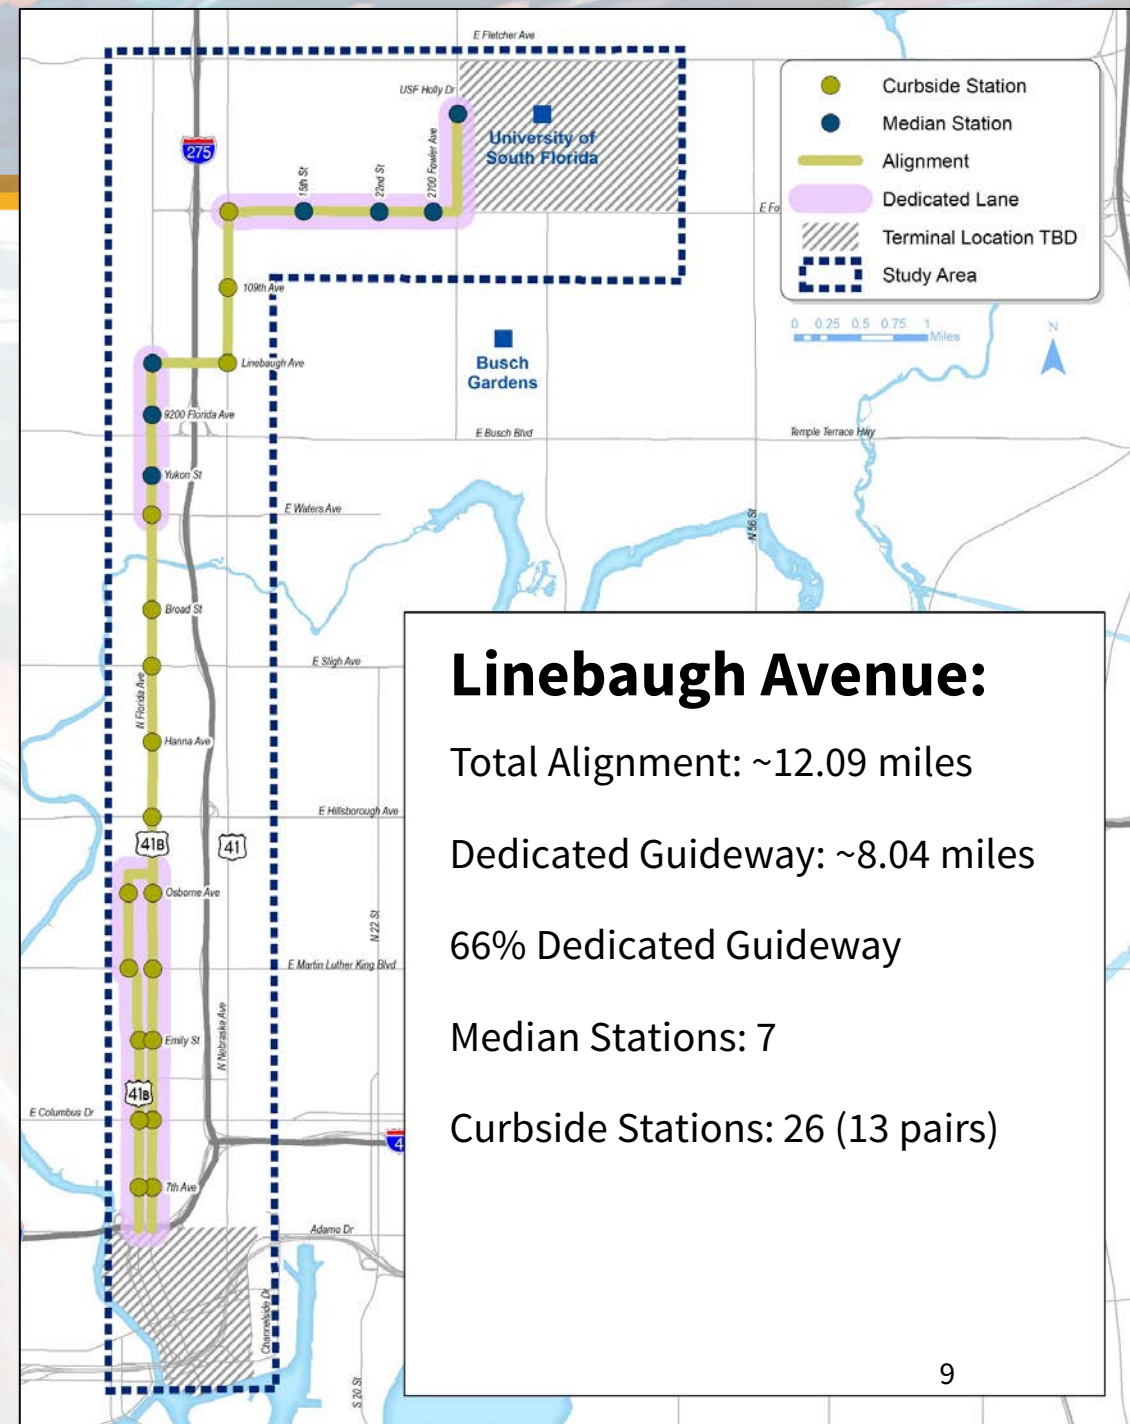 E Fletcher Ave
USF Holly Dr
University of
South Florida
275
15th St
22nd St
2700 Fowler Ave
E Fo
Curbside Station
Median Station
Alignment
Dedicated Lane
Terminal Location TBD
Study Area
109th Ave
0 0.25 0.5 0.75 1
Miles
N
Linebaugh Ave
Busch
Gardens
9200 Florida Ave
E Busch Blvd
Temple Terrace Hwy
Yukon St
E Waters Ave
N 56 St
Broad St
E Sligh Ave
N Florida Ave
Hanna Ave
E Hillsborough Ave
41B
41
Osborne Ave
N 22 St
E Martin Luther King Blvd
N Nebraska Ave
Emily St
41B
E Columbus Dr
4
7th Ave
Adamo Dr
Channelside Dr
S 20 St
Linebaugh Avenue:
Total Alignment: ~12.09 miles
Dedicated Guideway: ~8.04 miles
66% Dedicated Guideway
Median Stations: 7
Curbside Stations: 26 (13 pairs)
9